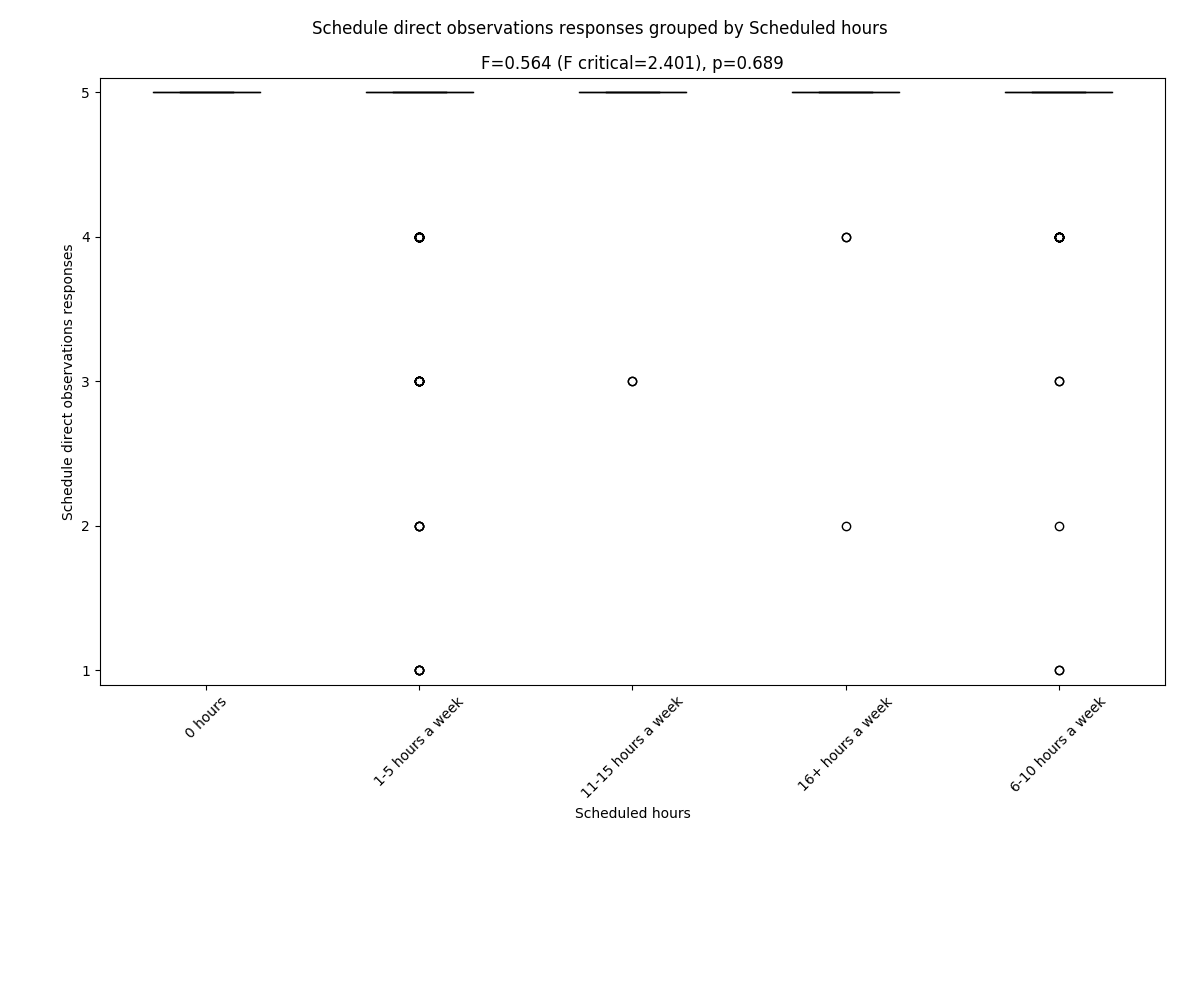 Schedule direct observations responses grouped by Scheduled hours
F=0.564 (F critical=2.401), p=0.689
Schedule direct observations responses
5
4
3
2
1
0 hours
1-5 hours a week
11-15 hours a week
16+ hours a week
6-10 hours a week
Scheduled hours